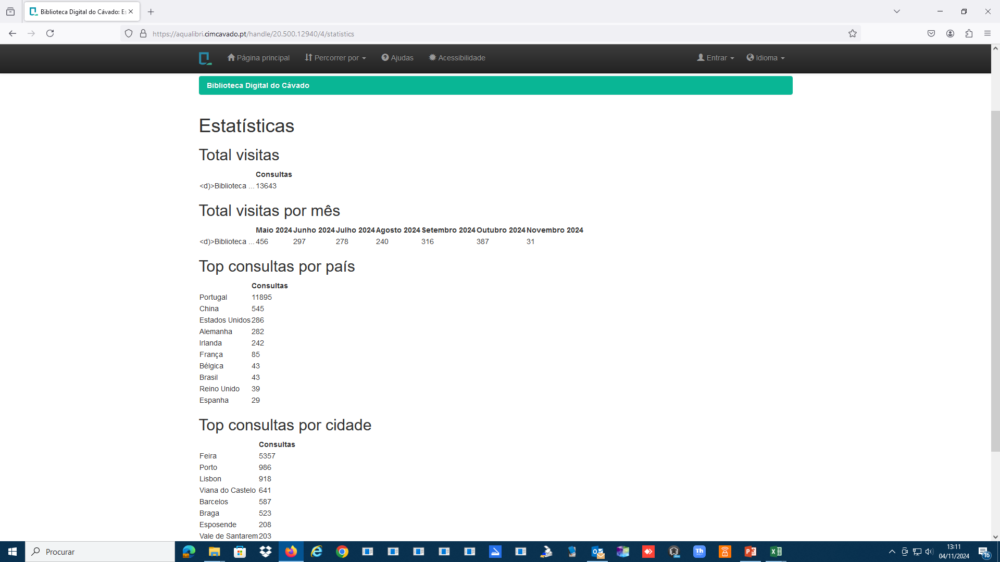 Biblioteca Digital do Cávado: Es
https://aqualibri.cimcavado.pt/handle/20.500.12940/4/statistics
Página principal Percorrer por Ajudas Acessibilidade Entrar Idioma
Biblioteca Digital do Cávado
Estatísticas
Total visitas
Consultas
<d)>Biblioteca ... 13643
Total visitas por mês
Maio 2024 Junho 2024 Julho 2024 Agosto 2024 Setembro 2024 Outubro 2024 Novembro 2024
<d)>Biblioteca ... 456 297 278 240 316 387 31
Top consultas por país
Consultas
Portugal 11895
China 545
Estados Unidos 286
Alemanha 282
Irlanda 242
França 85
Bélgica 43
Brasil 43
Reino Unido 39
Espanha 29
Top consultas por cidade
Consultas
Feira 5357
Porto 986
Lisbon 918
Viana do Castelo 641
Barcelos 587
Braga 523
Esposende 208
Vale de Santarem 203
Procurar
Th
13:11
04/11/2024
16